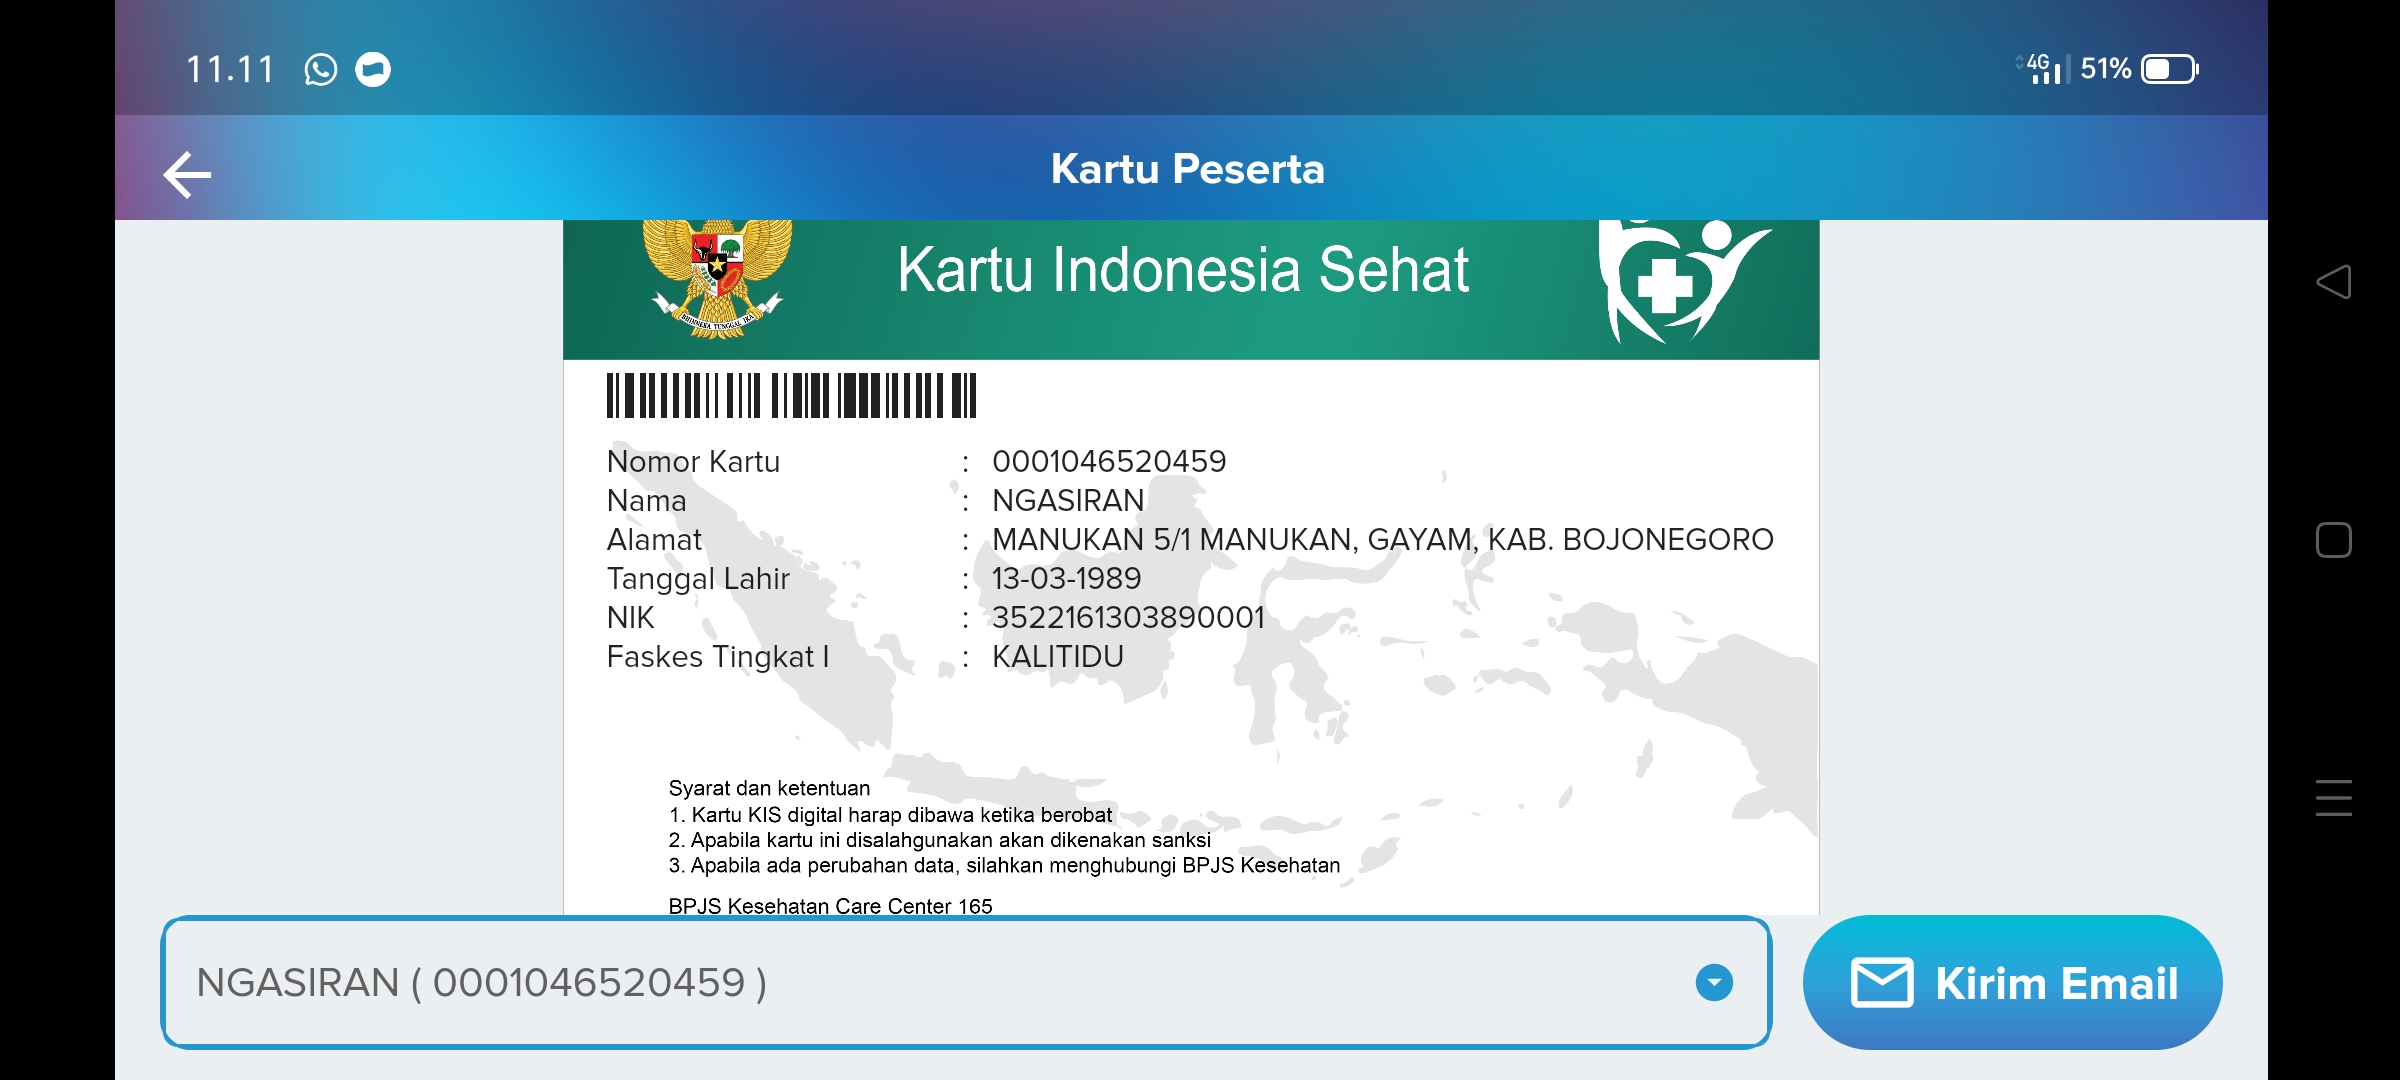 11.11
4G 51%
Kartu Peserta
Kartu Indonesia Sehat
BHINNEKA TUNGGAL IKA
Nomor Kartu : 0001046520459
Nama : NGASIRAN
Alamat : MANUKAN 5/1 MANUKAN, GAYAM, KAB. BOJONEGORO
Tanggal Lahir : 13-03-1989
NIK : 3522161303890001
Faskes Tingkat I : KALITIDU
Syarat dan ketentuan
1. Kartu KIS digital harap dibawa ketika berobat
2. Apabila kartu ini disalahgunakan akan dikenakan sanksi
3. Apabila ada perubahan data, silahkan menghubungi BPJS Kesehatan
BPJS Kesehatan Care Center 165
NGASIRAN ( 0001046520459 )
Kirim Email